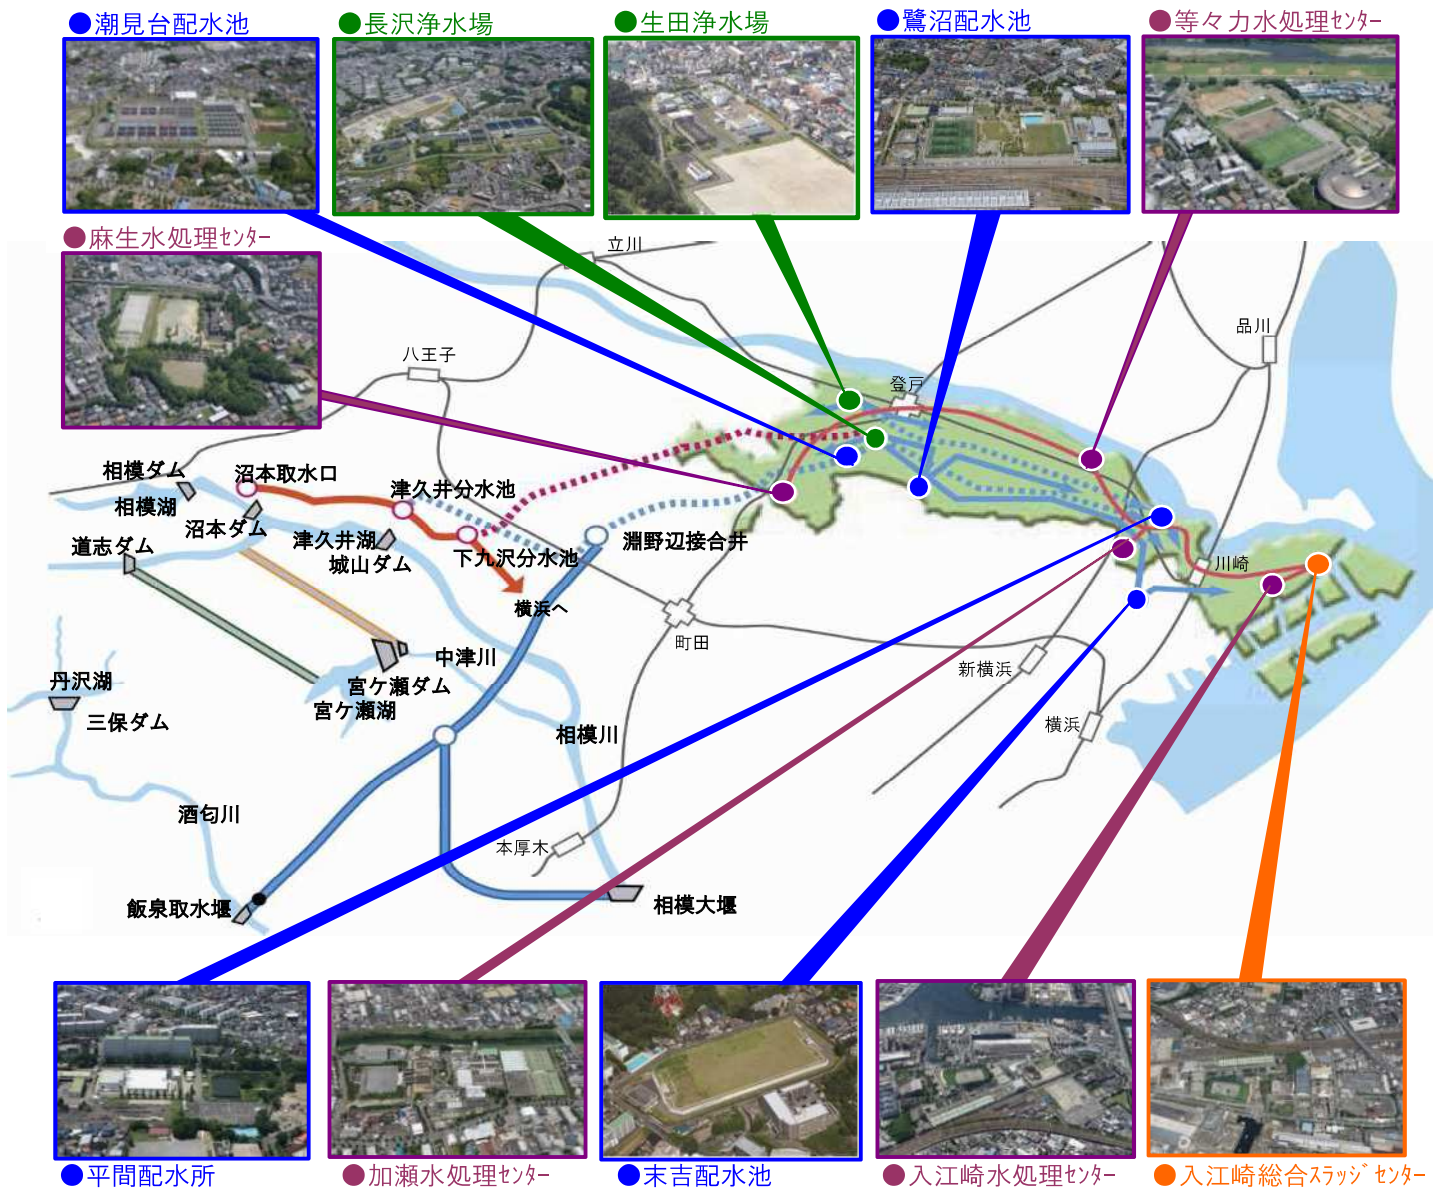 ●潮見台配水池
●長沢浄水場
●生田浄水場
●鷺沼配水池
●等々力水処理ｾﾝﾀｰ
●麻生水処理ｾﾝﾀｰ
立川
品川
八王子
登戸
相模ダム
沼本取水口
相模湖
津久井分水池
沼本ダム
津久井湖
淵野辺接合井
道志ダム
城山ダム
下九沢分水池
川崎
横浜へ
町田
中津川
新横浜
丹沢湖
宮ケ瀬ダム
宮ケ瀬湖
三保ダム
相模川
横浜
酒匂川
本厚木
飯泉取水堰
相模大堰
●平間配水所
●加瀬水処理ｾﾝﾀｰ
●末吉配水池
●入江崎水処理ｾﾝﾀｰ
●入江崎総合ｽﾗｯｼﾞｾﾝﾀｰ